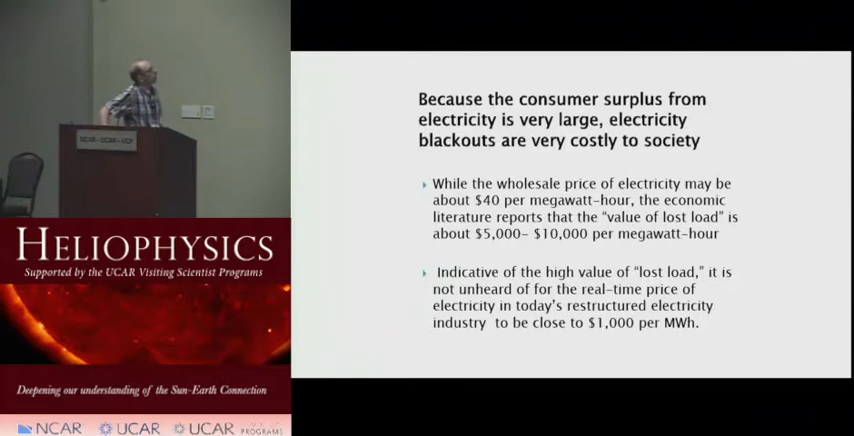 NCAR - UCAR - UCP
HELIOPHYSICS
Supported by the UCAR Visiting Scientist Programs
Deepening our understanding of the Sun-Earth Connection
NCAR UCAR UCAR
PROGRAMS
Because the consumer surplus from
electricity is very large, electricity
blackouts are very costly to society
While the wholesale price of electricity may be
about $40 per megawatt-hour, the economic
literature reports that the “value of lost load” is
about $5,000- $10,000 per megawatt-hour
Indicative of the high value of “lost load,” it is
not unheard of for the real-time price of
electricity in today’s restructured electricity
industry to be close to $1,000 per MWh.